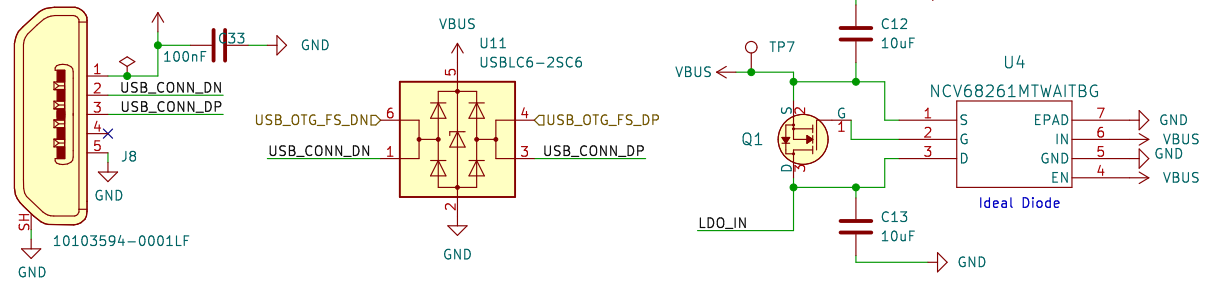 C33
100nF
GND
1
2
3
4
5
USB_CONN_DN
USB_CONN_DP
J8
GND
SH
10103594-0001LF
GND
VBUS
U11
USBLC6-2SC6
5
USB_OTG_FS_DN
6
4
USB_OTG_FS_DP
USB_CONN_DN
1
3
USB_CONN_DP
2
GND
C12
10uF
TP7
VBUS
S
2
G
1
Q1
D
3
LDO_IN
C13
10uF
GND
U4
NCV68261MTWAITBG
1
S
EPAD
7
GND
2
G
IN
6
VBUS
3
D
GND
5
GND
EN
4
VBUS
Ideal Diode